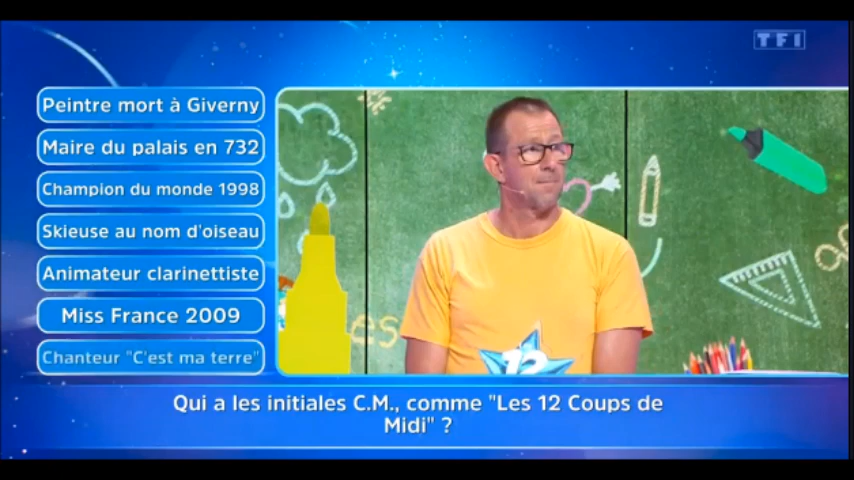 TF1
Peintre mort à Giverny
Maire du palais en 732
Champion du monde 1998
Skieuse au nom d'oiseau
Animateur clarinettiste
Miss France 2009
Chanteur "C'est ma terre"
es
12
Qui a les initiales C.M., comme "Les 12 Coups de
Midi" ?